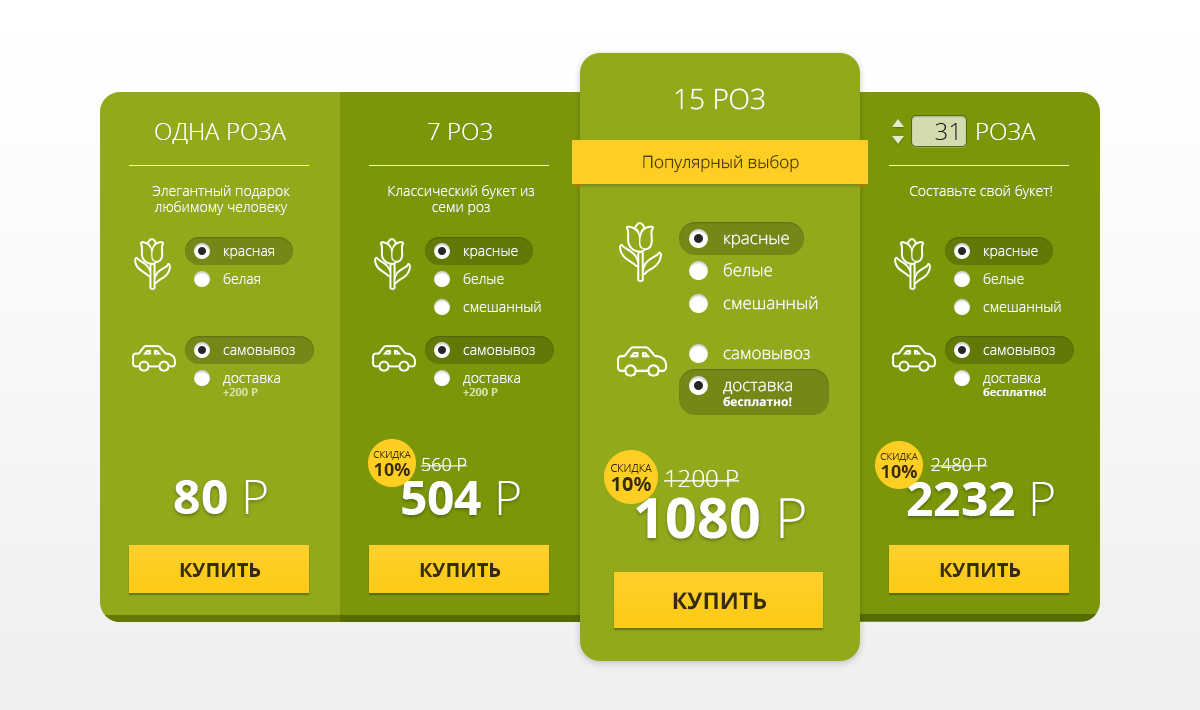 ОДНА РОЗА
Элегантный подарок
любимому человеку
красная
белая
самовывоз
доставка
+200 Р
80 Р
КУПИТЬ
7 РОЗ
Классический букет из
семи роз
красные
белые
смешанный
самовывоз
доставка
+200 Р
СКИДКА
10%
560 Р
504 Р
КУПИТЬ
15 РОЗ
Популярный выбор
красные
белые
смешанный
самовывоз
доставка
бесплатно!
СКИДКА
10%
1200 Р
1080 Р
КУПИТЬ
31 РОЗА
Составьте свой букет!
красные
белые
смешанный
самовывоз
доставка
бесплатно!
СКИДКА
10%
2480 Р
2232 Р
КУПИТЬ